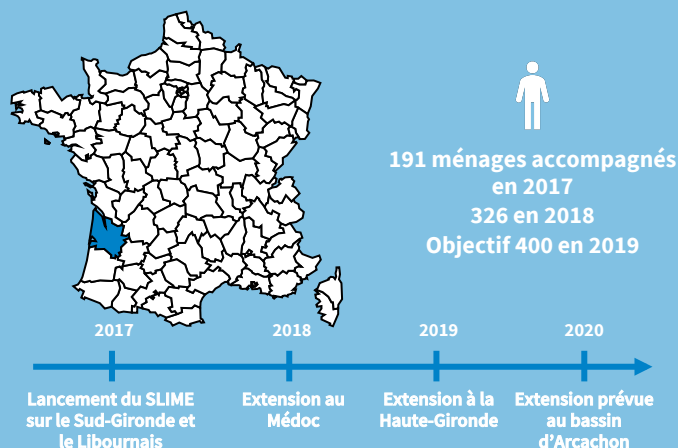 191 ménages accompagnés
en 2017
326 en 2018
Objectif 400 en 2019
2017
2018
2019
2020
Lancement du SLIME
sur le Sud-Gironde et
le Libournais
Extension au
Médoc
Extension à la
Haute-Gironde
Extension prévue
au bassin
d'Arcachon